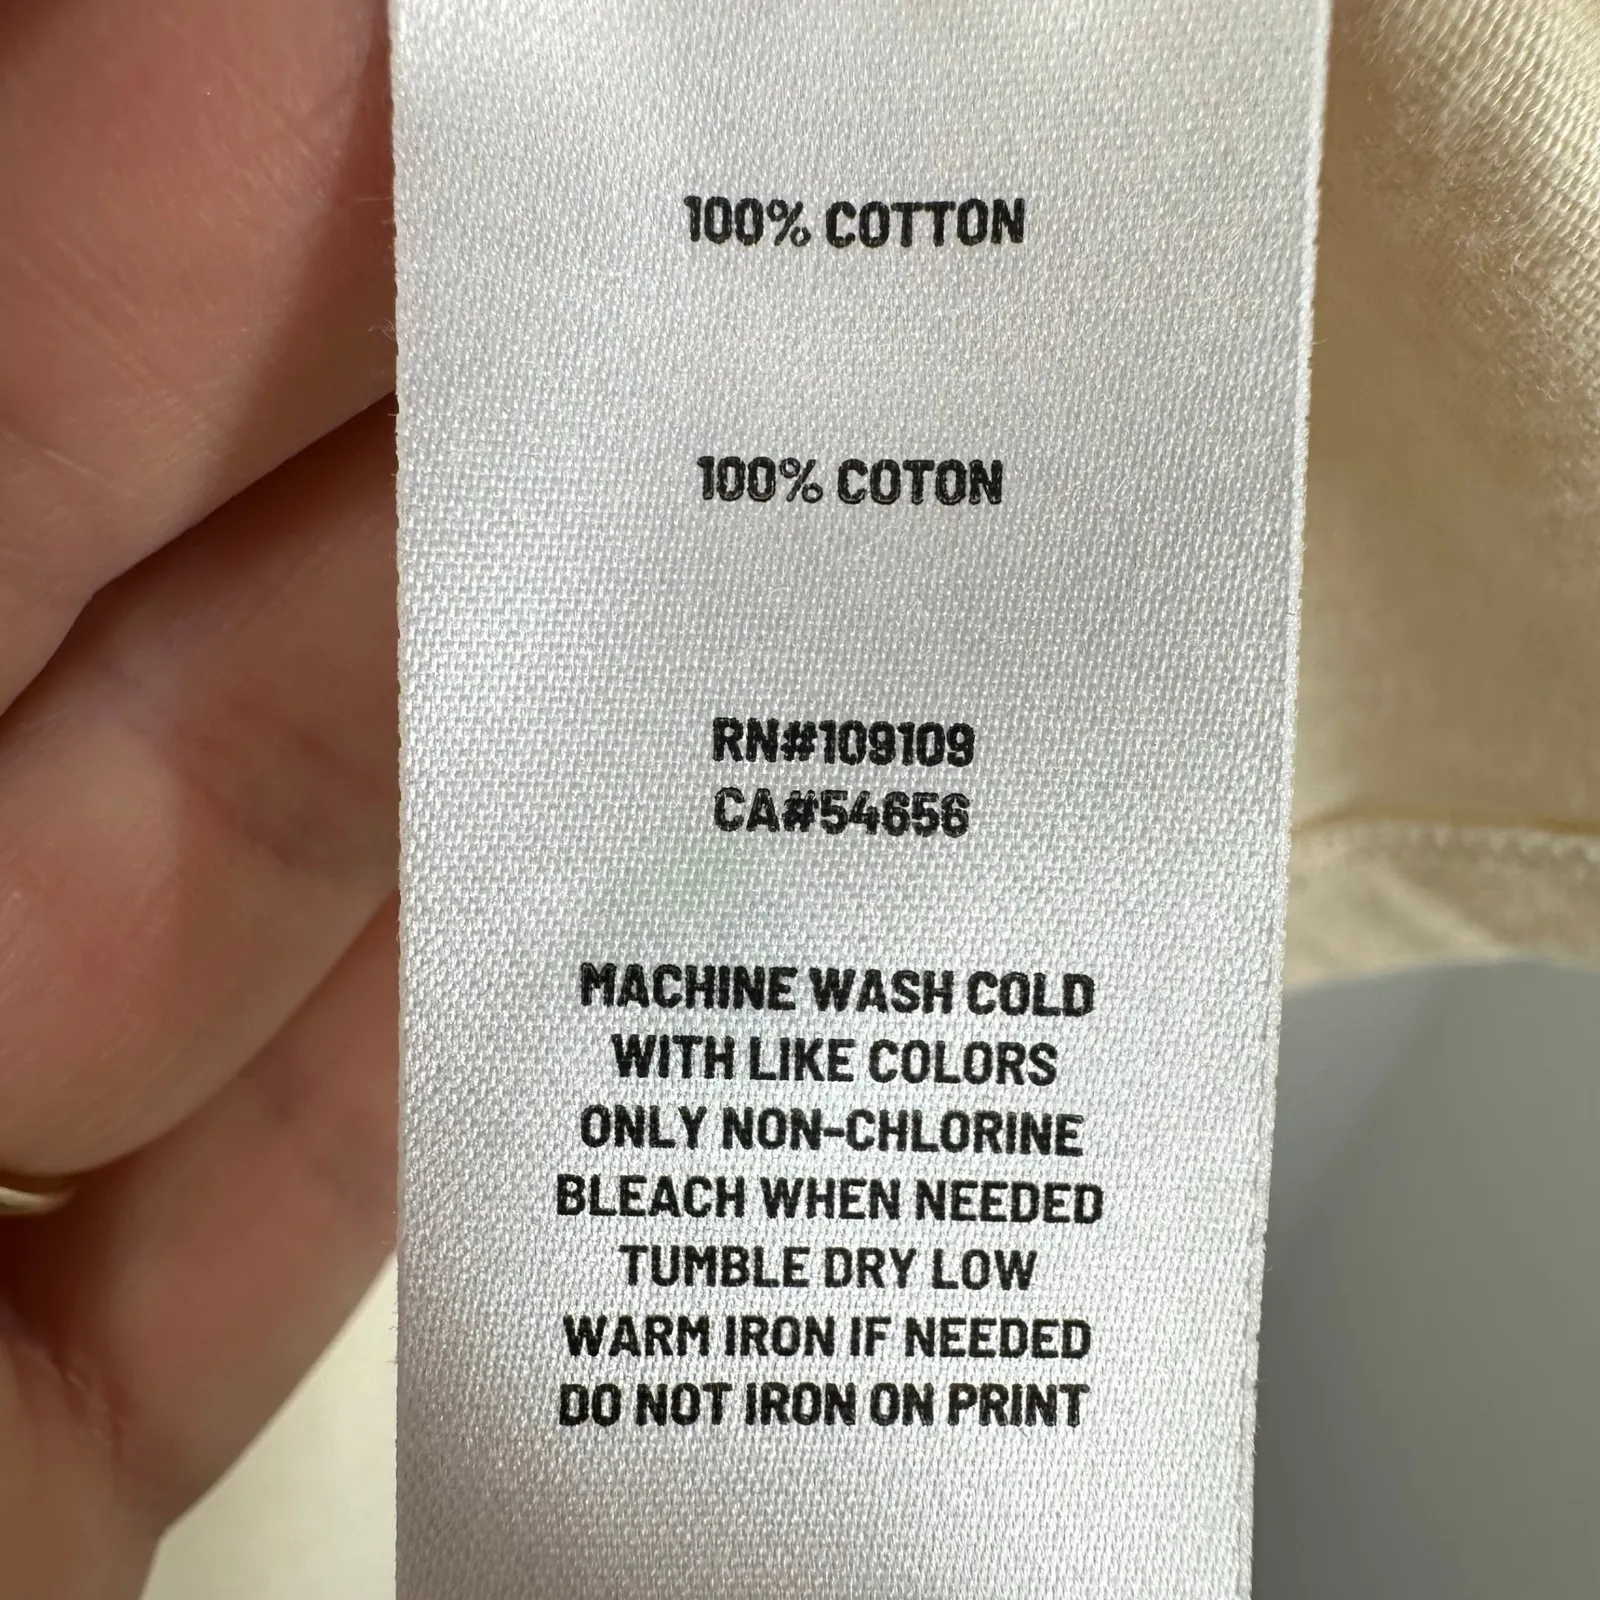 100% COTTON
100% COTON
RN#109109
CA#54656
MACHINE WASH COLD
WITH LIKE COLORS
ONLY NON-CHLORINE
BLEACH WHEN NEEDED
TUMBLE DRY LOW
WARM IRON IF NEEDED
DO NOT IRON ON PRINT